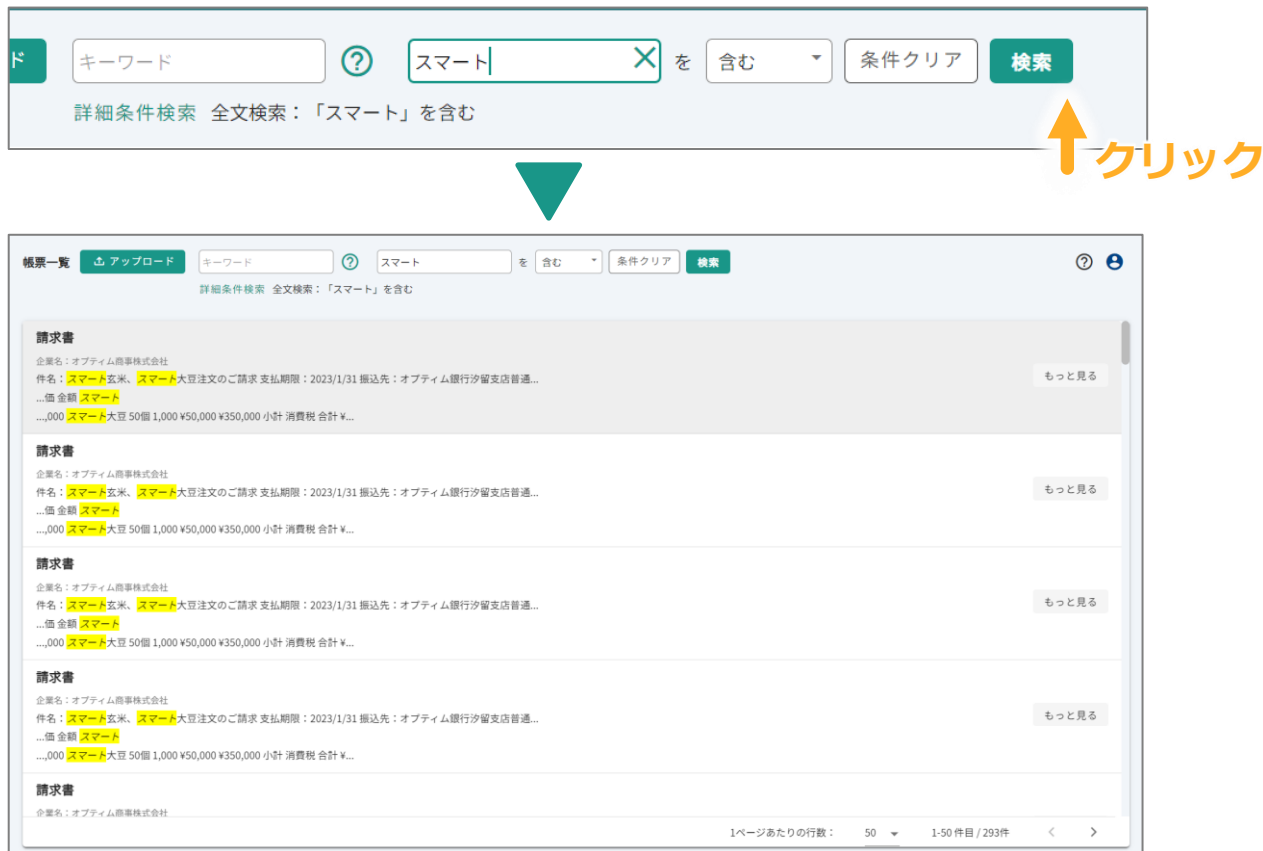 ド キーワード ? スマート を 含む 条件クリア 検索
詳細条件検索 全文検索：「スマート」を含む
クリック
帳票一覧 アップロード キーワード ? スマート を 含む 条件クリア 検索 ?
詳細条件検索 全文検索：「スマート」を含む
請求書
企業名：オプティム商事株式会社
件名：スマート玄米、スマート大豆注文のご請求 支払期限：2023/1/31 振込先：オプティム銀行汐留支店普通...
もっと見る
...価 金額 スマート
...,000 スマート大豆 50個 1,000 ¥50,000 ¥350,000 小計 消費税 合計 ¥...
請求書
企業名：オプティム商事株式会社
件名：スマート玄米、スマート大豆注文のご請求 支払期限：2023/1/31 振込先：オプティム銀行汐留支店普通...
もっと見る
...価 金額 スマート
...,000 スマート大豆 50個 1,000 ¥50,000 ¥350,000 小計 消費税 合計 ¥...
請求書
企業名：オプティム商事株式会社
件名：スマート玄米、スマート大豆注文のご請求 支払期限：2023/1/31 振込先：オプティム銀行汐留支店普通...
もっと見る
...価 金額 スマート
...,000 スマート大豆 50個 1,000 ¥50,000 ¥350,000 小計 消費税 合計 ¥...
請求書
企業名：オプティム商事株式会社
件名：スマート玄米、スマート大豆注文のご請求 支払期限：2023/1/31 振込先：オプティム銀行汐留支店普通...
もっと見る
...価 金額 スマート
...,000 スマート大豆 50個 1,000 ¥50,000 ¥350,000 小計 消費税 合計 ¥...
請求書
企業名：オプティム商事株式会社
1ページあたりの行数： 50 1-50 件目 / 293件